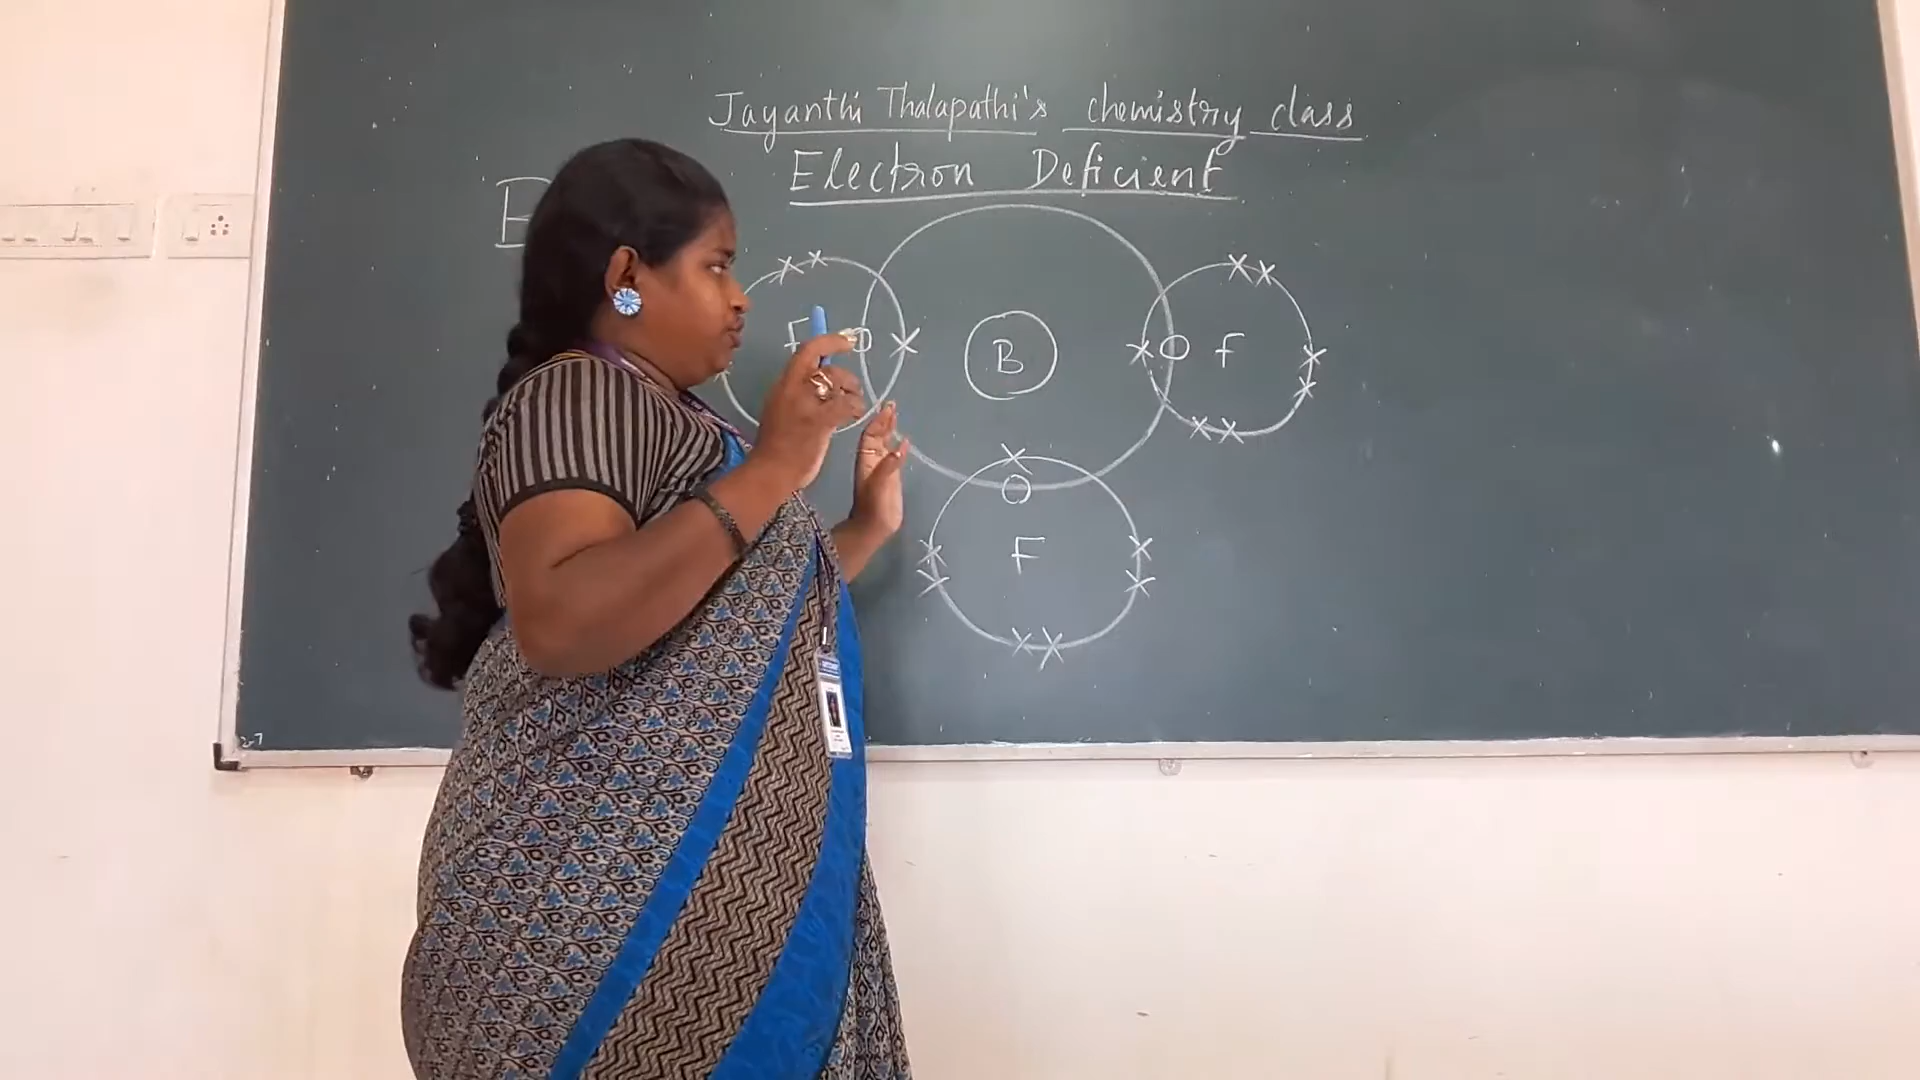 Jayanthi Thalapathi's chemistry class
Electron Deficient
B
F O X
B
X O F
X
O
F